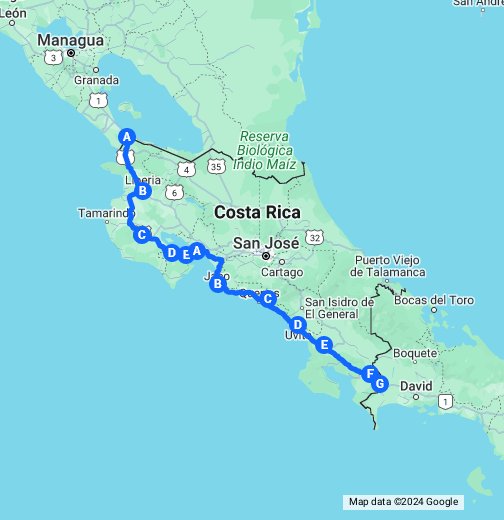 San André
León
Managua
3
Granada
1
A
Reserva
Biológica
Indio Maíz
4
35
Liberia
B
6
Tamarindo
Costa Rica
C
San José
32
D
E
A
Cartago
Puerto Viejo
de Talamanca
B
C
San Isidro de
El General
Bocas del Toro
D
Uvita
E
Boquete
F
G
David
1
Map data ©2024 Google